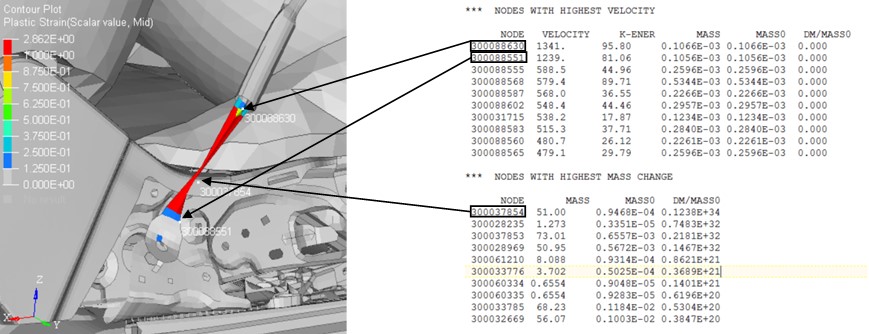 Contour Plot
Plastic Strain(Scalar value, Mid)
2.862E+00
1.000E+00
8.750E-01
7.500E-01
6.250E-01
5.000E-01
3.750E-01
2.500E-01
1.250E-01
0.000E+00
300088630
300088551
Z
X
Y
*** NODES WITH HIGHEST VELOCITY
NODE VELOCITY K-ENER MASS MASS0 DM/MASS0
300088630 1341. 95.80 0.1066E-03 0.1066E-03 0.000
300088551 1239. 81.06 0.1056E-03 0.1056E-03 0.000
300088555 588.5 44.96 0.2596E-03 0.2596E-03 0.000
300088568 579.4 89.71 0.5344E-03 0.5344E-03 0.000
300088587 568.0 36.55 0.2266E-03 0.2266E-03 0.000
300088602 548.4 44.46 0.2957E-03 0.2957E-03 0.000
300031715 538.2 17.87 0.1234E-03 0.1234E-03 0.000
300088583 515.3 37.71 0.2840E-03 0.2840E-03 0.000
300088560 480.7 26.12 0.2261E-03 0.2261E-03 0.000
300088565 479.1 29.79 0.2596E-03 0.2596E-03 0.000
*** NODES WITH HIGHEST MASS CHANGE
NODE MASS MASS0 DM/MASS0
300037854 51.00 0.9468E-04 0.1238E+34
300028235 1.273 0.3351E-05 0.7483E+32
300037853 73.01 0.6557E-03 0.2181E+32
300028969 50.95 0.5672E-03 0.1467E+32
300061210 8.088 0.9314E-04 0.8621E+21
300033776 3.702 0.5025E-04 0.3689E+21
300060334 0.6554 0.9048E-05 0.1401E+21
300060335 0.6554 0.9283E-05 0.6196E+20
300033785 68.23 0.1184E-02 0.5304E+20
300032669 56.07 0.1003E-02 0.3847E+20